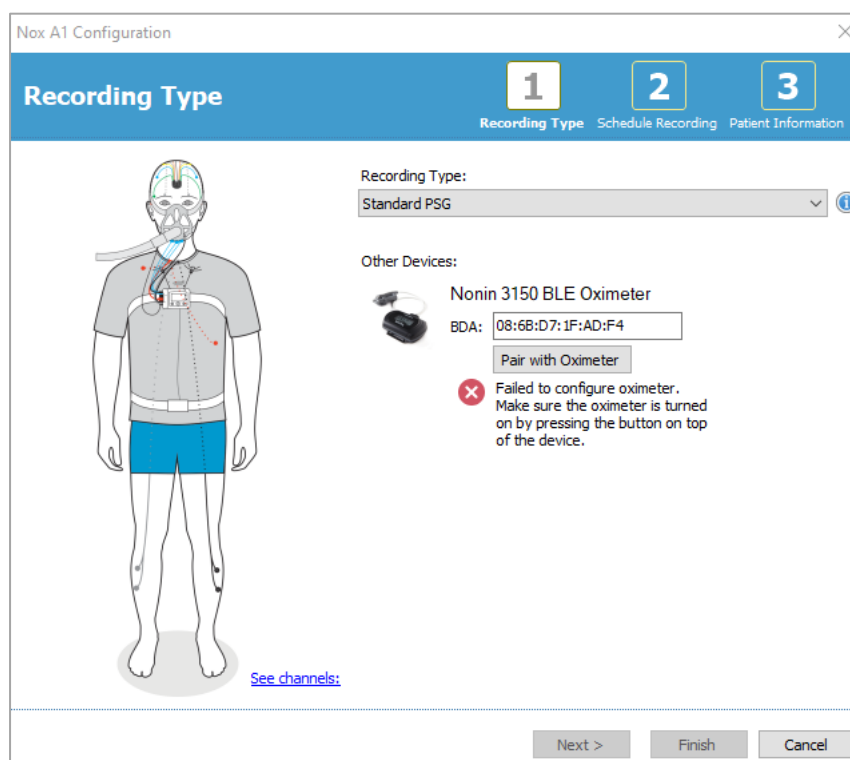 Nox A1 Configuration
Recording Type
1
Recording Type
2
Schedule Recording
3
Patient Information
Recording Type:
Standard PSG
Other Devices:
Nonin 3150 BLE Oximeter
BDA: 08:6B:D7:1F:AD:F4
Pair with Oximeter
Failed to configure oximeter.
Make sure the oximeter is turned
on by pressing the button on top
of the device.
See channels:
Next >
Finish
Cancel